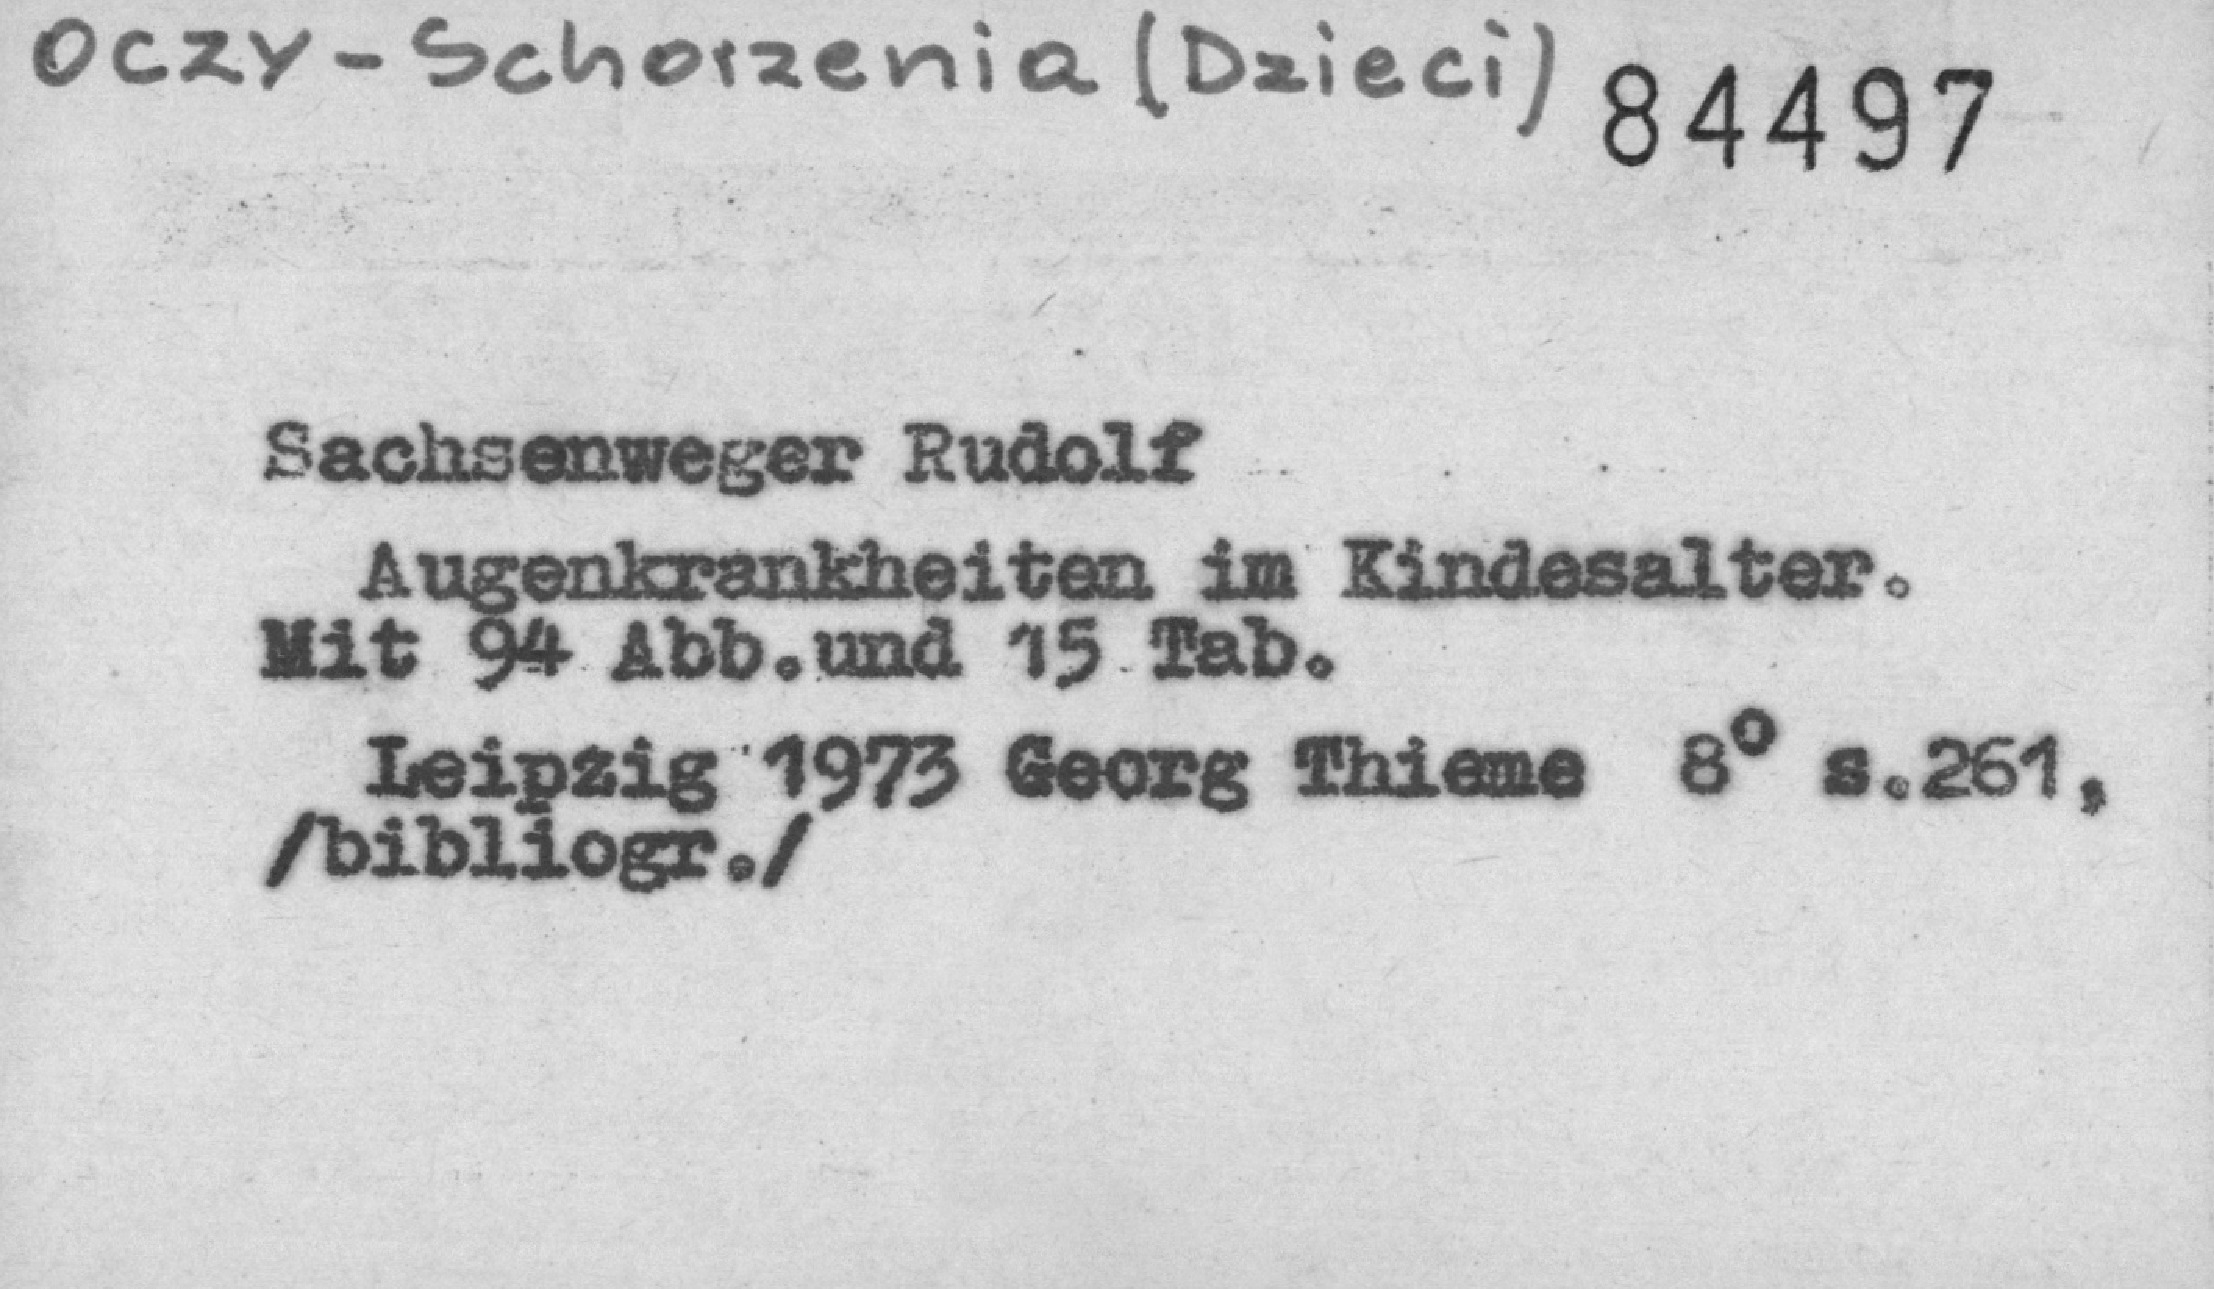 Oczy - Schorzenia (Dzieci) 84497
Sachsenweger Rudolf
Augenkrankheiten im Kindesalter.
Mit 94 Abb.und 15 Tab.
Leipzig 1973 Georg Thieme 8° s.261,
/bibliogr./